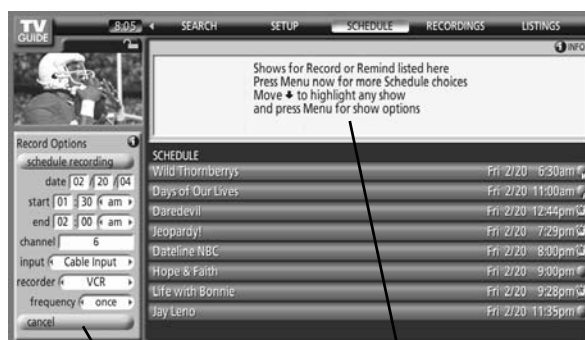 TV
GUIDE
8:05
SEARCH SETUP SCHEDULE RECORDINGS LISTINGS
INFO
Shows for Record or Remind listed here
Press Menu now for more Schedule choices
Move to highlight any show
and press Menu for show options
Record Options
schedule recording
date 02 / 20 / 04
start 01 : 30 am
end 02 : 00 am
channel 6
input Cable Input
recorder VCR
frequency once
cancel
SCHEDULE
Wild Thornberrys Fri 2/20 6:30am
Days of Our Lives Fri 2/20 11:00am
Daredevil Fri 2/20 12:44pm
Jeopardy! Fri 2/20 7:29pm
Dateline NBC Fri 2/20 8:00pm
Hope & Faith Fri 2/20 9:00pm
Life with Bonnie Fri 2/20 9:28pm
Jay Leno Fri 2/20 11:35pm